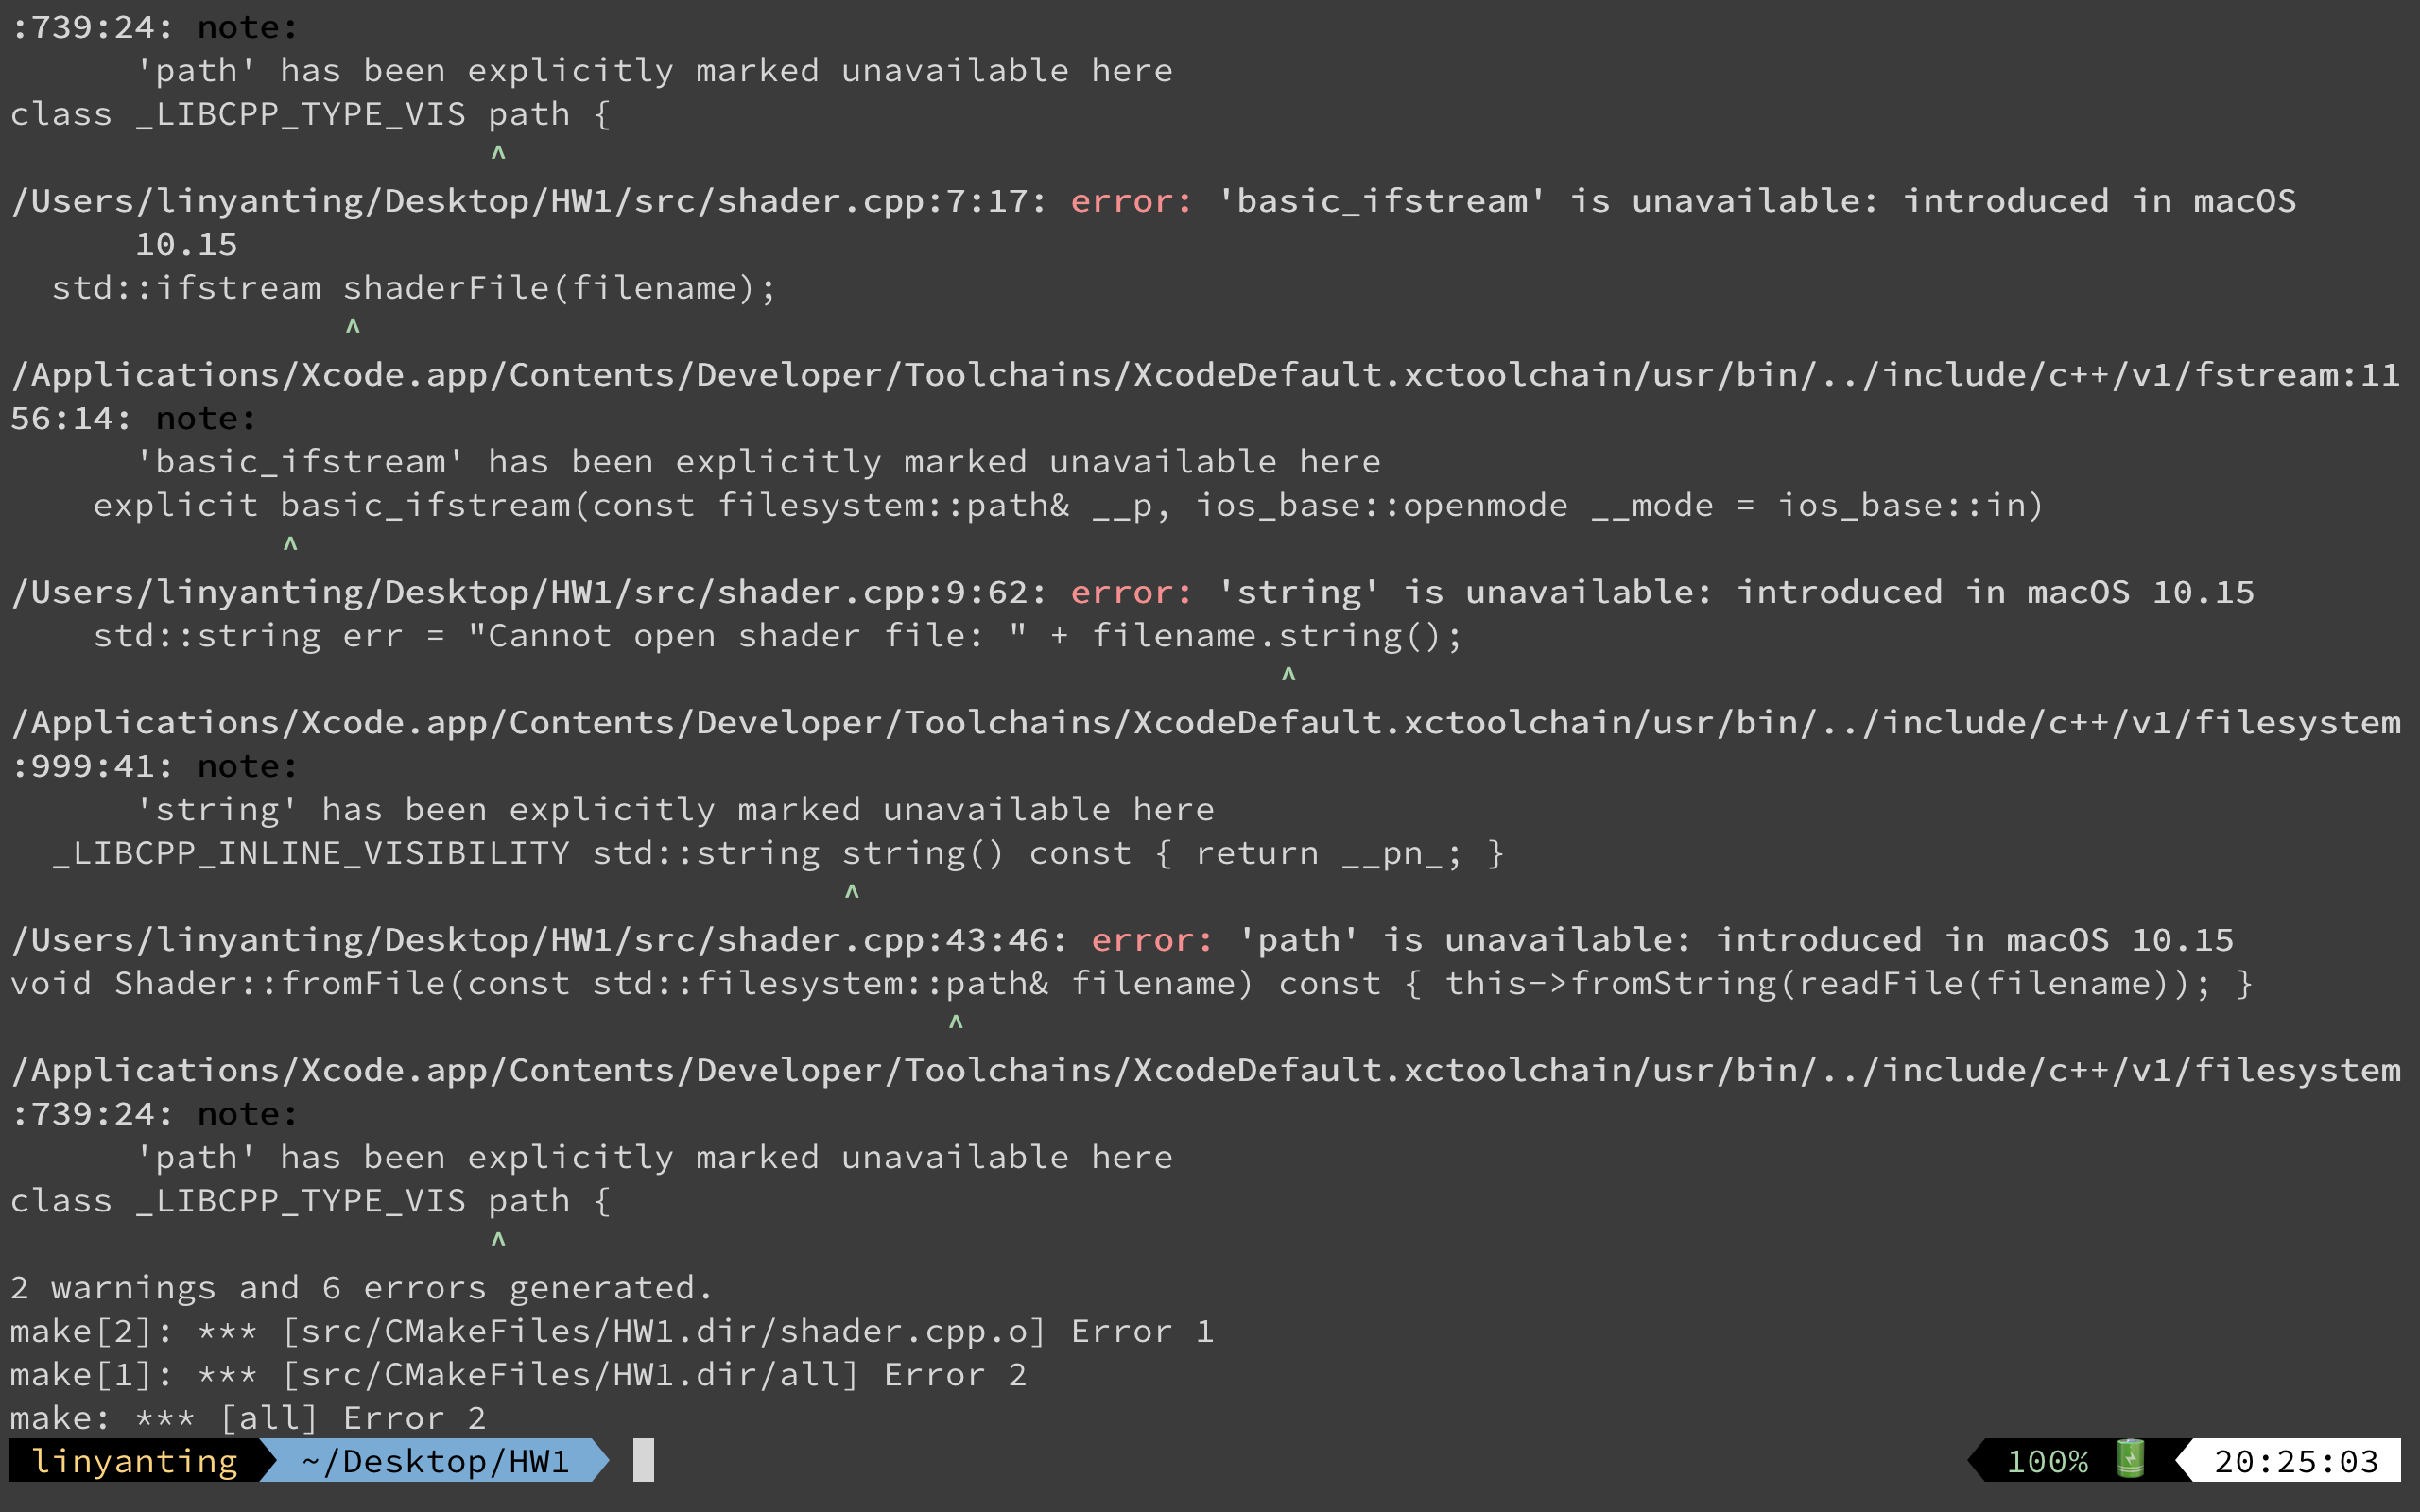 :739:24: note:
'path' has been explicitly marked unavailable here
class _LIBCPP_TYPE_VIS path {
^
/Users/linyanting/Desktop/HW1/src/shader.cpp:7:17: error: 'basic_ifstream' is unavailable: introduced in macOS
10.15
std::ifstream shaderFile(filename);
^
/Applications/Xcode.app/Contents/Developer/Toolchains/XcodeDefault.xctoolchain/usr/bin/../include/c++/v1/fstream:11
56:14: note:
'basic_ifstream' has been explicitly marked unavailable here
explicit basic_ifstream(const filesystem::path& __p, ios_base::openmode __mode = ios_base::in)
^
/Users/linyanting/Desktop/HW1/src/shader.cpp:9:62: error: 'string' is unavailable: introduced in macOS 10.15
std::string err = "Cannot open shader file: " + filename.string();
^
/Applications/Xcode.app/Contents/Developer/Toolchains/XcodeDefault.xctoolchain/usr/bin/../include/c++/v1/filesystem
:999:41: note:
'string' has been explicitly marked unavailable here
_LIBCPP_INLINE_VISIBILITY std::string string() const { return __pn_; }
^
/Users/linyanting/Desktop/HW1/src/shader.cpp:43:46: error: 'path' is unavailable: introduced in macOS 10.15
void Shader::fromFile(const std::filesystem::path& filename) const { this->fromString(readFile(filename)); }
^
/Applications/Xcode.app/Contents/Developer/Toolchains/XcodeDefault.xctoolchain/usr/bin/../include/c++/v1/filesystem
:739:24: note:
'path' has been explicitly marked unavailable here
class _LIBCPP_TYPE_VIS path {
^
2 warnings and 6 errors generated.
make[2]: *** [src/CMakeFiles/HW1.dir/shader.cpp.o] Error 1
make[1]: *** [src/CMakeFiles/HW1.dir/all] Error 2
make: *** [all] Error 2
linyanting ~/Desktop/HW1 100% 20:25:03